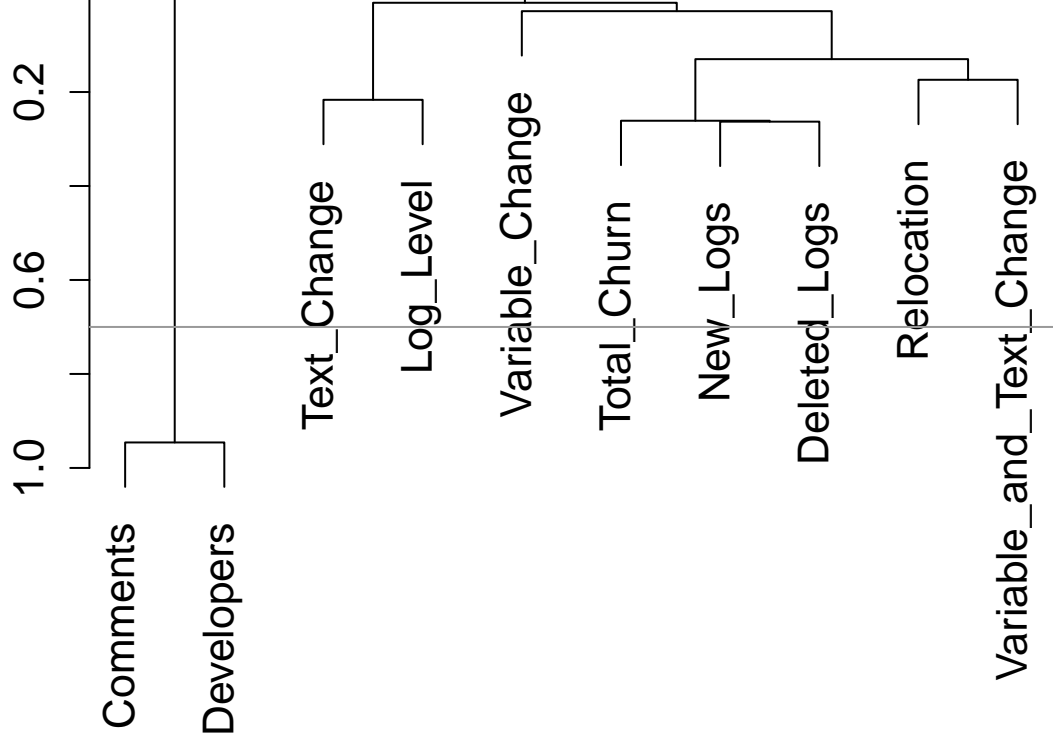 0.2
0.6
1.0
Comments
Developers
Text_Change
Log_Level
Variable_Change
Total_Churn
New_Logs
Deleted_Logs
Relocation
Variable_and_Text_Change